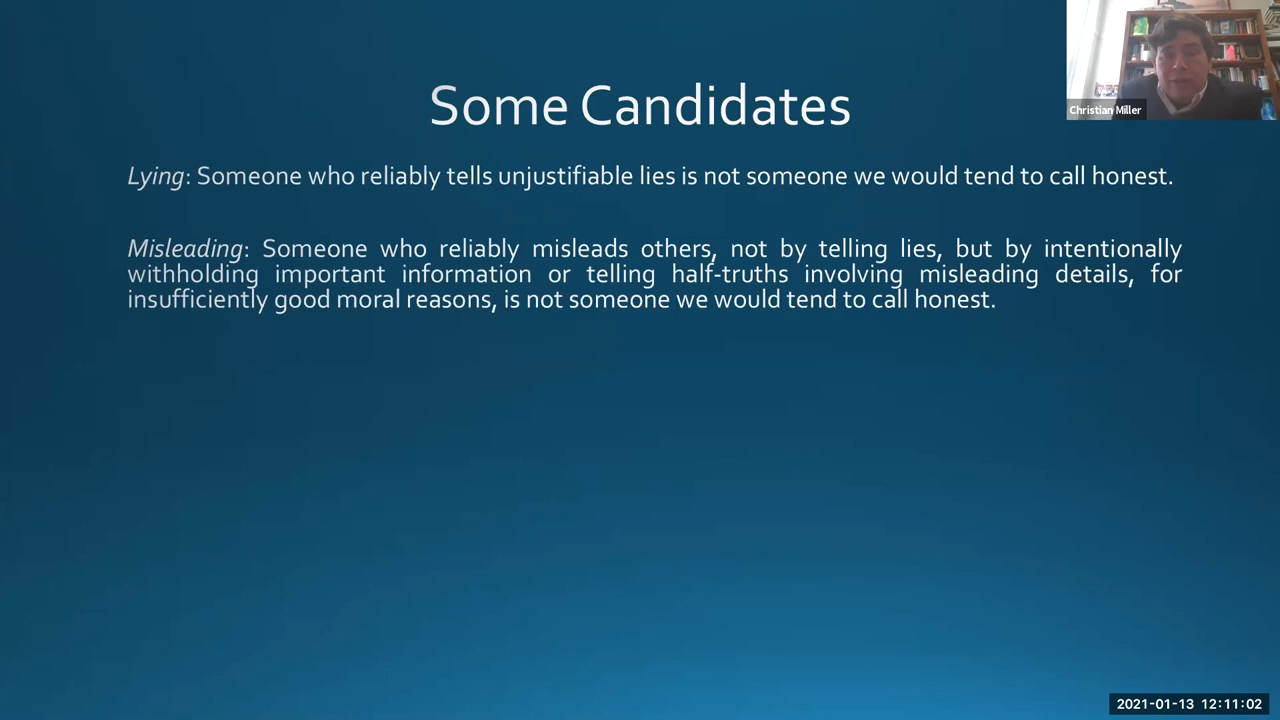 Some Candidates
Christian Miller
Lying: Someone who reliably tells unjustifiable lies is not someone we would tend to call honest.
Misleading: Someone who reliably misleads others, not by telling lies, but by intentionally
withholding important information or telling half-truths involving misleading details, for
insufficiently good moral reasons, is not someone we would tend to call honest.
2021-01-13 12:11:02